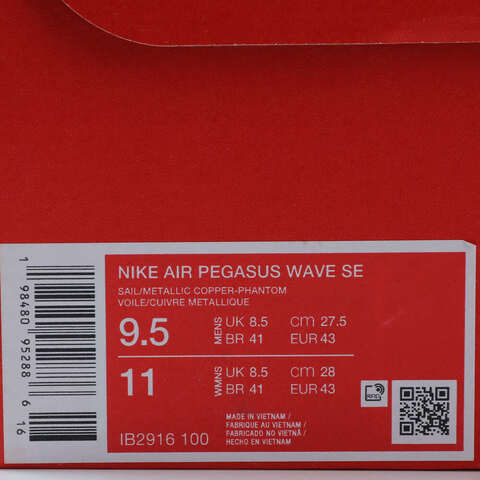 NIKE AIR PEGASUS WAVE SE
SAIL/METALLIC COPPER-PHANTOM
VOILE/CUIVRE METALLIQUE
9.5 MENS UK 8.5 CM 27.5
BR 41 EUR 43
11 WMNS UK 8.5 CM 28
BR 41 EUR 43
IB2916 100
MADE IN VIETNAM/
FABRIQUE AU VIETNAM /
FABRICADO NO VIETNÃ /
HECHO EN VIETNAM
RFID
1 98480 95288 6 16